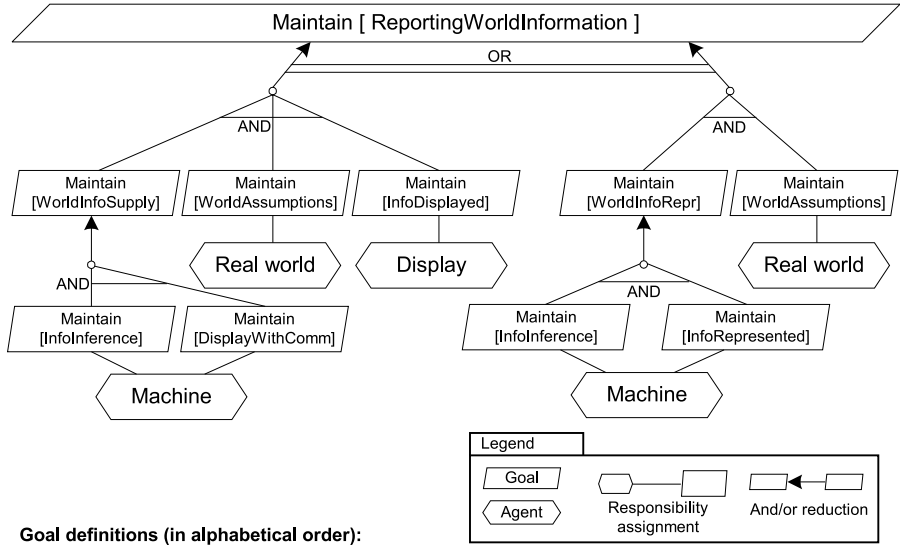 Maintain [ ReportingWorldInformation ]
OR
AND
AND
Maintain
[WorldInfoSupply]
Maintain
[WorldAssumptions]
Maintain
[InfoDisplayed]
Maintain
[WorldInfoRepr]
Maintain
[WorldAssumptions]
Real world
Display
Real world
AND
AND
Maintain
[InfoInference]
Maintain
[DisplayWithComm]
Maintain
[InfoInference]
Maintain
[InfoRepresented]
Machine
Machine
Legend
Goal
Agent
Responsibility
assignment
And/or reduction
Goal definitions (in alphabetical order):